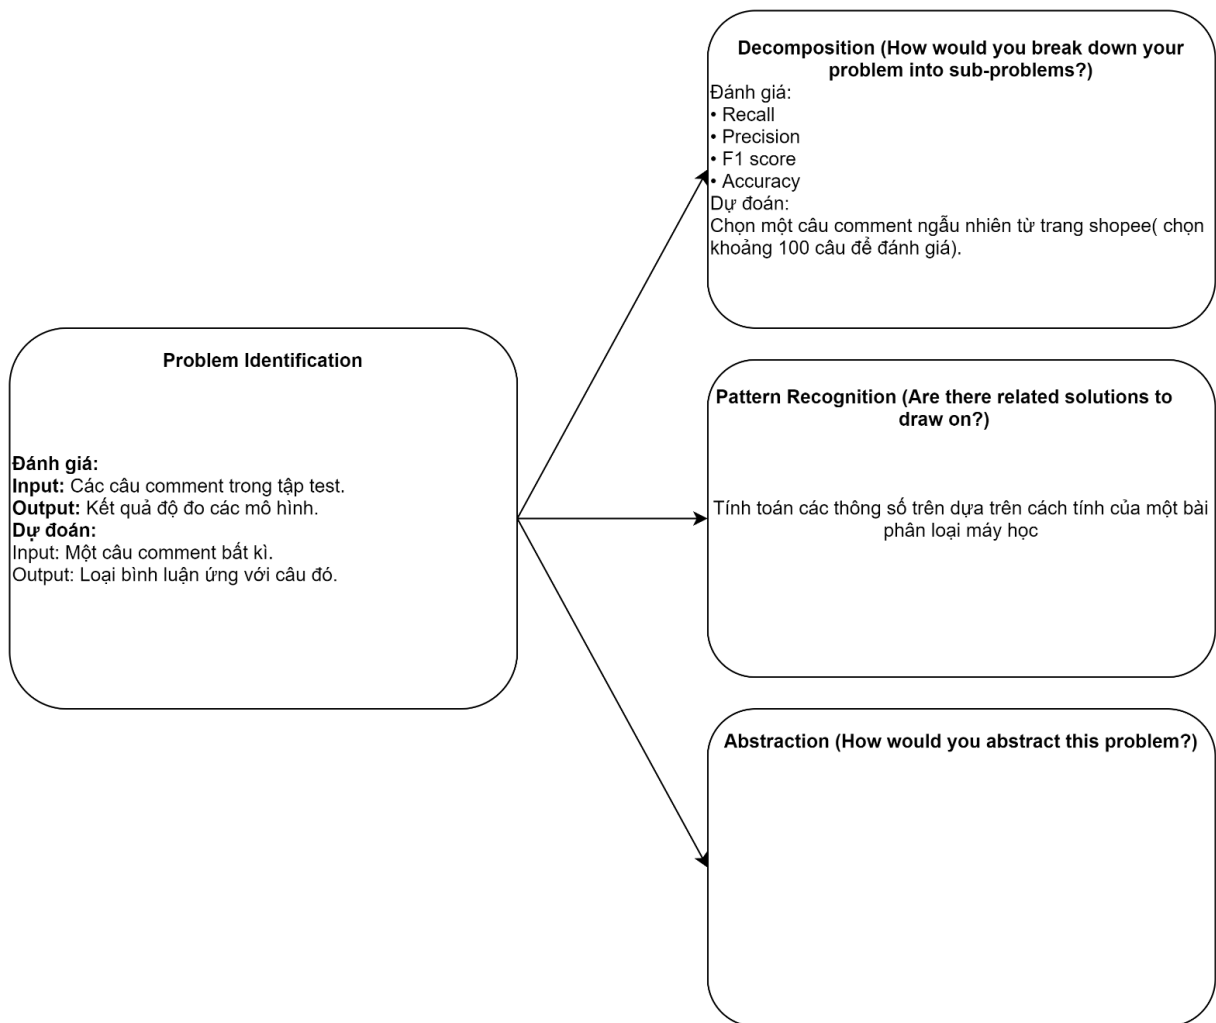 Decomposition (How would you break down your
problem into sub-problems?)
Đánh giá:
• Recall
• Precision
• F1 score
• Accuracy
Dự đoán:
Chọn một câu comment ngẫu nhiên từ trang shopee( chọn
khoảng 100 câu để đánh giá).
Problem Identification
Đánh giá:
Input: Các câu comment trong tập test.
Output: Kết quả độ đo các mô hình.
Dự đoán:
Input: Một câu comment bất kì.
Output: Loại bình luận ứng với câu đó.
Pattern Recognition (Are there related solutions to
draw on?)
Tính toán các thông số trên dựa trên cách tính của một bài
phân loại máy học
Abstraction (How would you abstract this problem?)